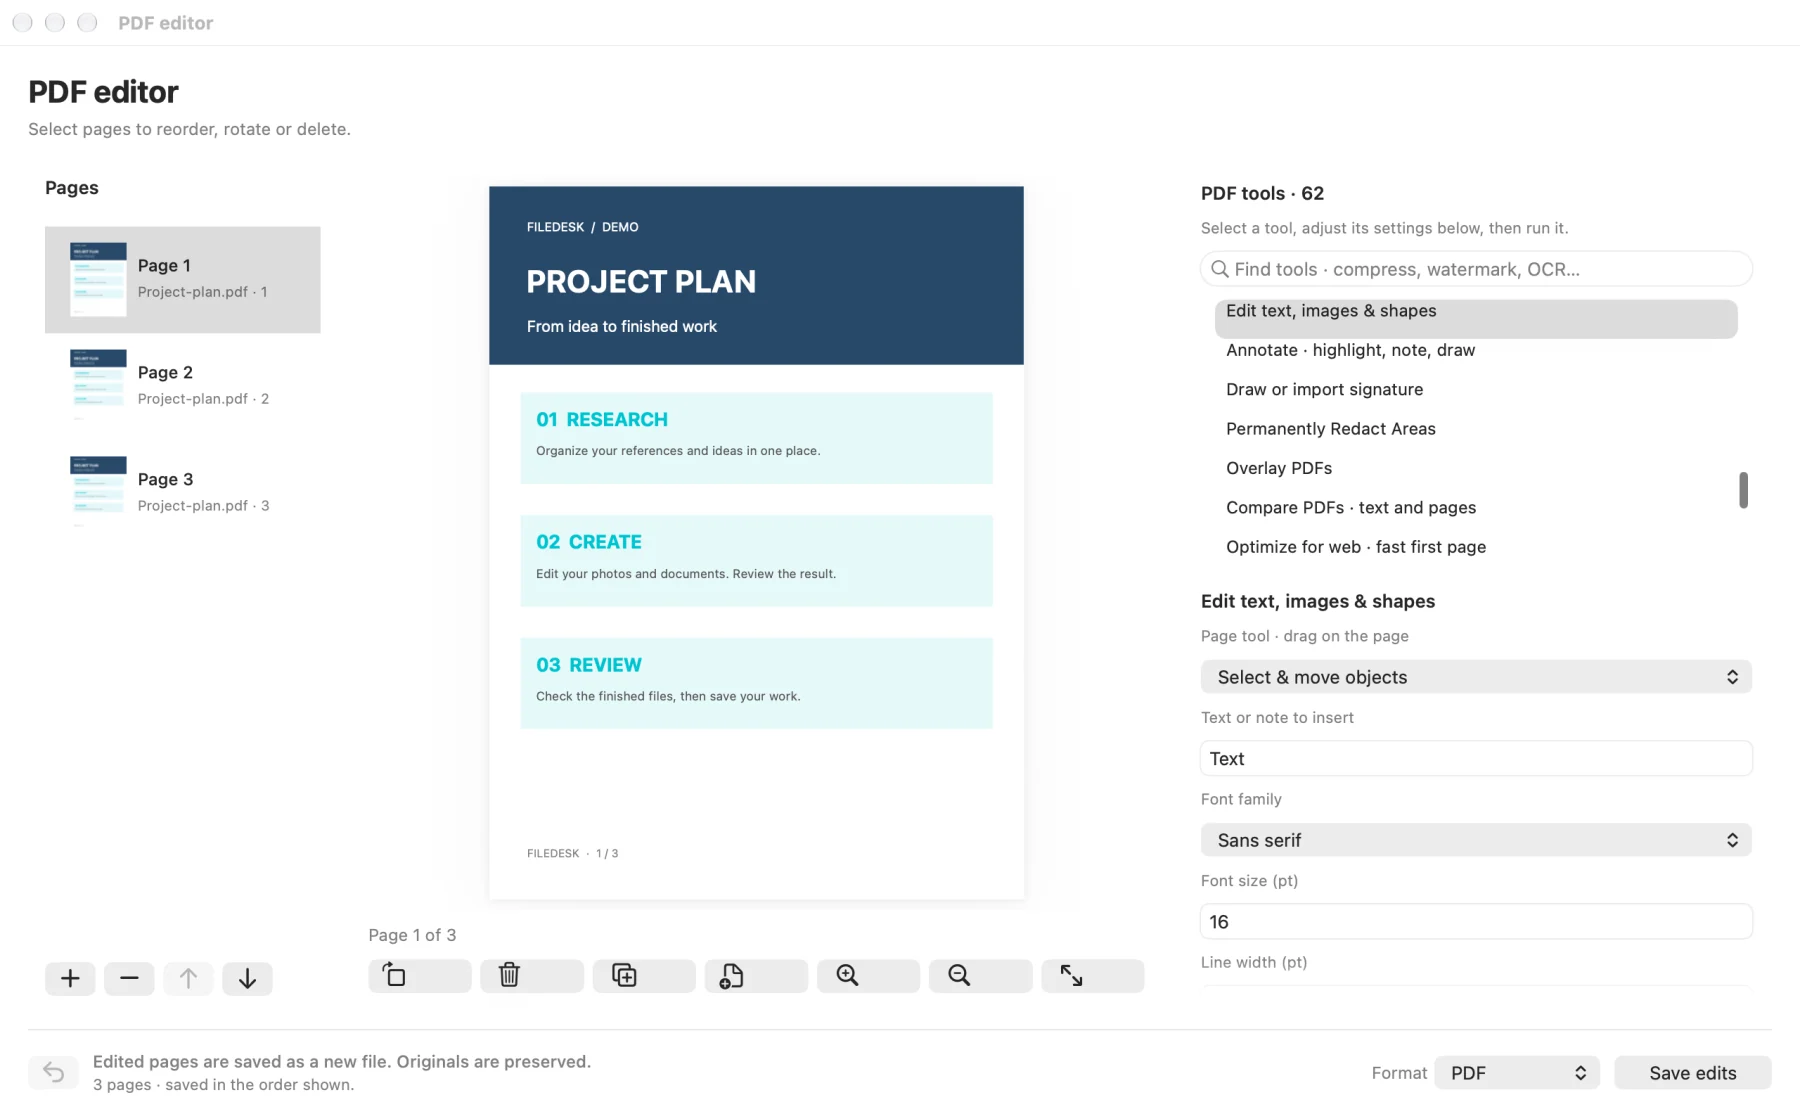 PDF editor
PDF editor
Select pages to reorder, rotate or delete.
Pages
Page 1
Project-plan.pdf · 1
Page 2
Project-plan.pdf · 2
Page 3
Project-plan.pdf · 3
FILEDESK / DEMO
PROJECT PLAN
From idea to finished work
01 RESEARCH
Organize your references and ideas in one place.
02 CREATE
Edit your photos and documents. Review the result.
03 REVIEW
Check the finished files, then save your work.
FILEDESK · 1 / 3
Page 1 of 3
PDF tools · 62
Select a tool, adjust its settings below, then run it.
Find tools · compress, watermark, OCR...
Edit text, images & shapes
Annotate · highlight, note, draw
Draw or import signature
Permanently Redact Areas
Overlay PDFs
Compare PDFs · text and pages
Optimize for web · fast first page
Edit text, images & shapes
Page tool · drag on the page
Select & move objects
Text or note to insert
Text
Font family
Sans serif
Font size (pt)
16
Line width (pt)
Edited pages are saved as a new file. Originals are preserved.
3 pages · saved in the order shown.
Format
PDF
Save edits